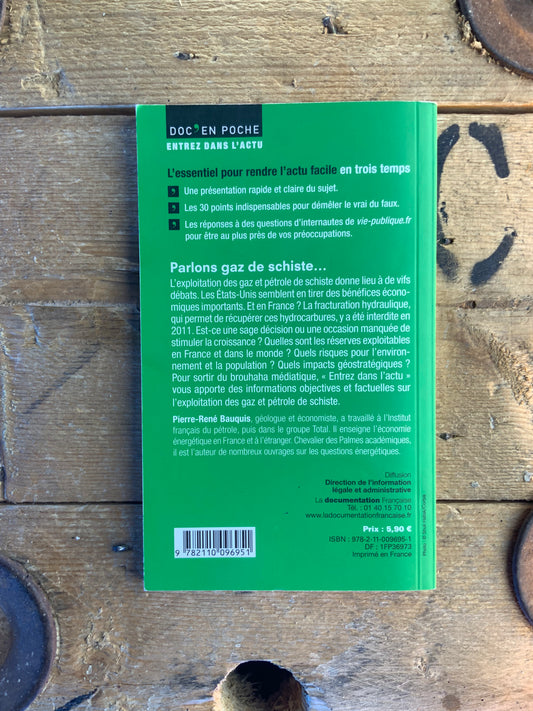 DOC' EN POCHE
ENTREZ DANS L'ACTU
L'essentiel pour rendre l'actu facile en trois temps
Une présentation rapide et claire du sujet.
Les 30 points indispensables pour démêler le vrai du faux.
Les réponses à des questions d'internautes de vie-publique.fr
pour être au plus près de vos préoccupations.
Parlons gaz de schiste...
L'exploitation des gaz et pétrole de schiste donne lieu à de vifs
débats. Les États-Unis semblent en tirer des bénéfices écono-
miques importants. Et en France ? La fracturation hydraulique,
qui permet de récupérer ces hydrocarbures, y a été interdite en
2011. Est-ce une sage décision ou une occasion manquée de
stimuler la croissance ? Quelles sont les réserves exploitables
en France et dans le monde ? Quels risques pour l'environ-
nement et la population ? Quels impacts géostratégiques ?
Pour sortir du brouhaha médiatique, « Entrez dans l'actu »
vous apporte des informations objectives et factuelles sur
l'exploitation des gaz et pétrole de schiste.
Pierre-René Bauquis, géologue et économiste, a travaillé à l'Institut
français du pétrole, puis dans le groupe Total. Il enseigne l'économie
énergétique en France et à l'étranger. Chevalier des Palmes académiques,
il est l'auteur de nombreux ouvrages sur les questions énergétiques.
Diffusion
Direction de l'information
légale et administrative
La documentation Française
Tél. : 01 40 15 70 10
www.ladocumentationfrancaise.fr
Prix : 5,90 €
ISBN : 978-2-11-009695-1
DF : 1FP36973
Imprimé en France
9 782110 096951